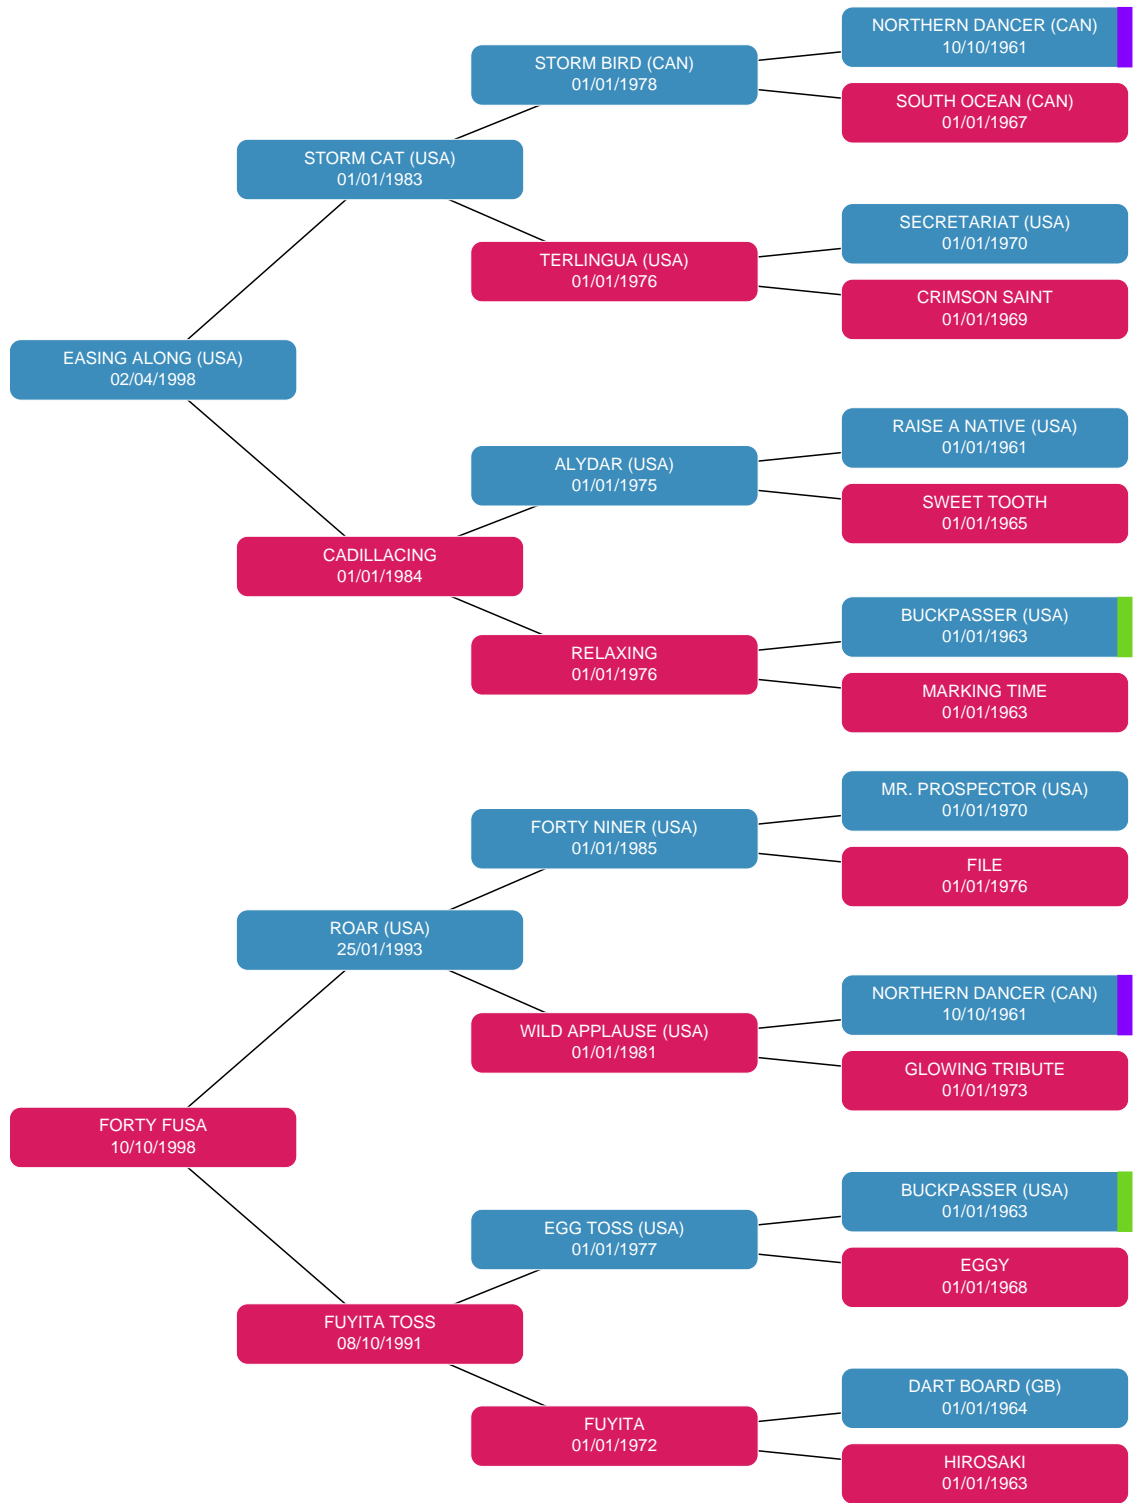 NORTHERN DANCER (CAN)
10/10/1961
STORM BIRD (CAN)
01/01/1978
SOUTH OCEAN (CAN)
01/01/1967
STORM CAT (USA)
01/01/1983
SECRETARIAT (USA)
01/01/1970
TERLINGUA (USA)
01/01/1976
CRIMSON SAINT
01/01/1969
EASING ALONG (USA)
02/04/1998
RAISE A NATIVE (USA)
01/01/1961
ALYDAR (USA)
01/01/1975
SWEET TOOTH
01/01/1965
CADILLACING
01/01/1984
BUCKPASSER (USA)
01/01/1963
RELAXING
01/01/1976
MARKING TIME
01/01/1963
MR. PROSPECTOR (USA)
01/01/1970
FORTY NINER (USA)
01/01/1985
FILE
01/01/1976
ROAR (USA)
25/01/1993
NORTHERN DANCER (CAN)
10/10/1961
WILD APPLAUSE (USA)
01/01/1981
GLOWING TRIBUTE
01/01/1973
FORTY FUSA
10/10/1998
BUCKPASSER (USA)
01/01/1963
EGG TOSS (USA)
01/01/1977
EGGY
01/01/1968
FUYITA TOSS
08/10/1991
DART BOARD (GB)
01/01/1964
FUYITA
01/01/1972
HIROSAKI
01/01/1963